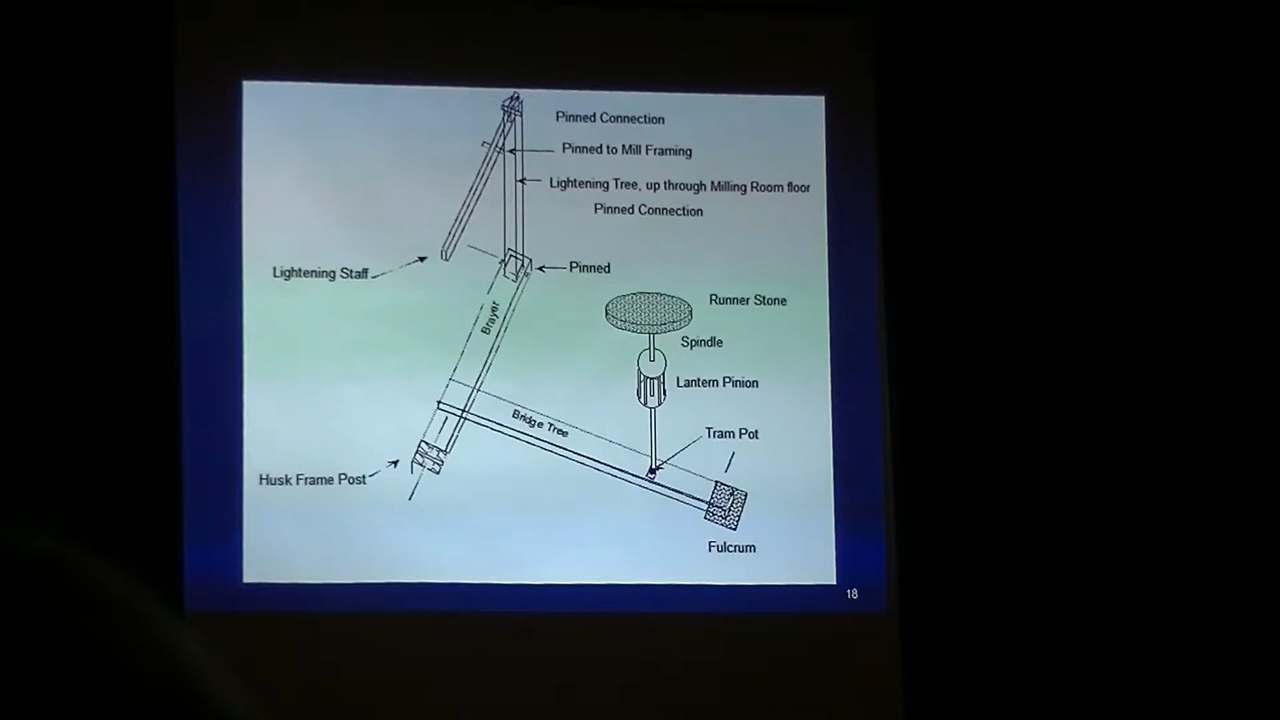 Pinned Connection
Pinned to Mill Framing
Lightening Tree, up through Milling Room floor
Pinned Connection
Lightening Staff
Pinned
Runner Stone
Brayer
Spindle
Lantern Pinion
Bridge Tree
Tram Pot
Husk Frame Post
Fulcrum
18